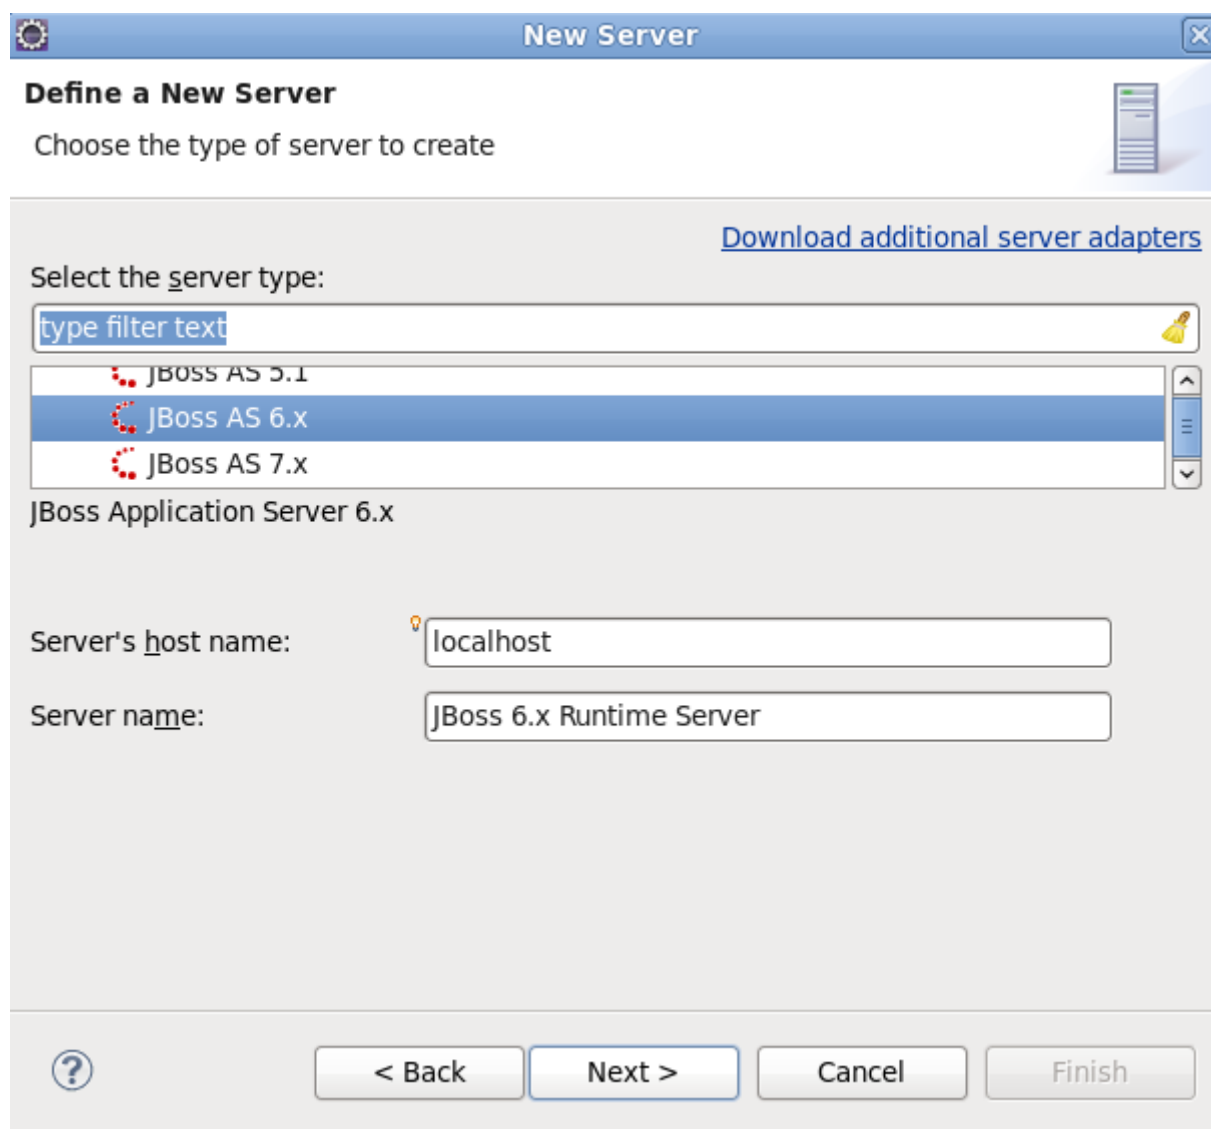 New Server
Define a New Server
Choose the type of server to create
Download additional server adapters
Select the server type:
type filter text
JBoss AS 5.1
JBoss AS 6.x
JBoss AS 7.x
JBoss Application Server 6.x
Server's host name: localhost
Server name: JBoss 6.x Runtime Server
? < Back Next > Cancel Finish